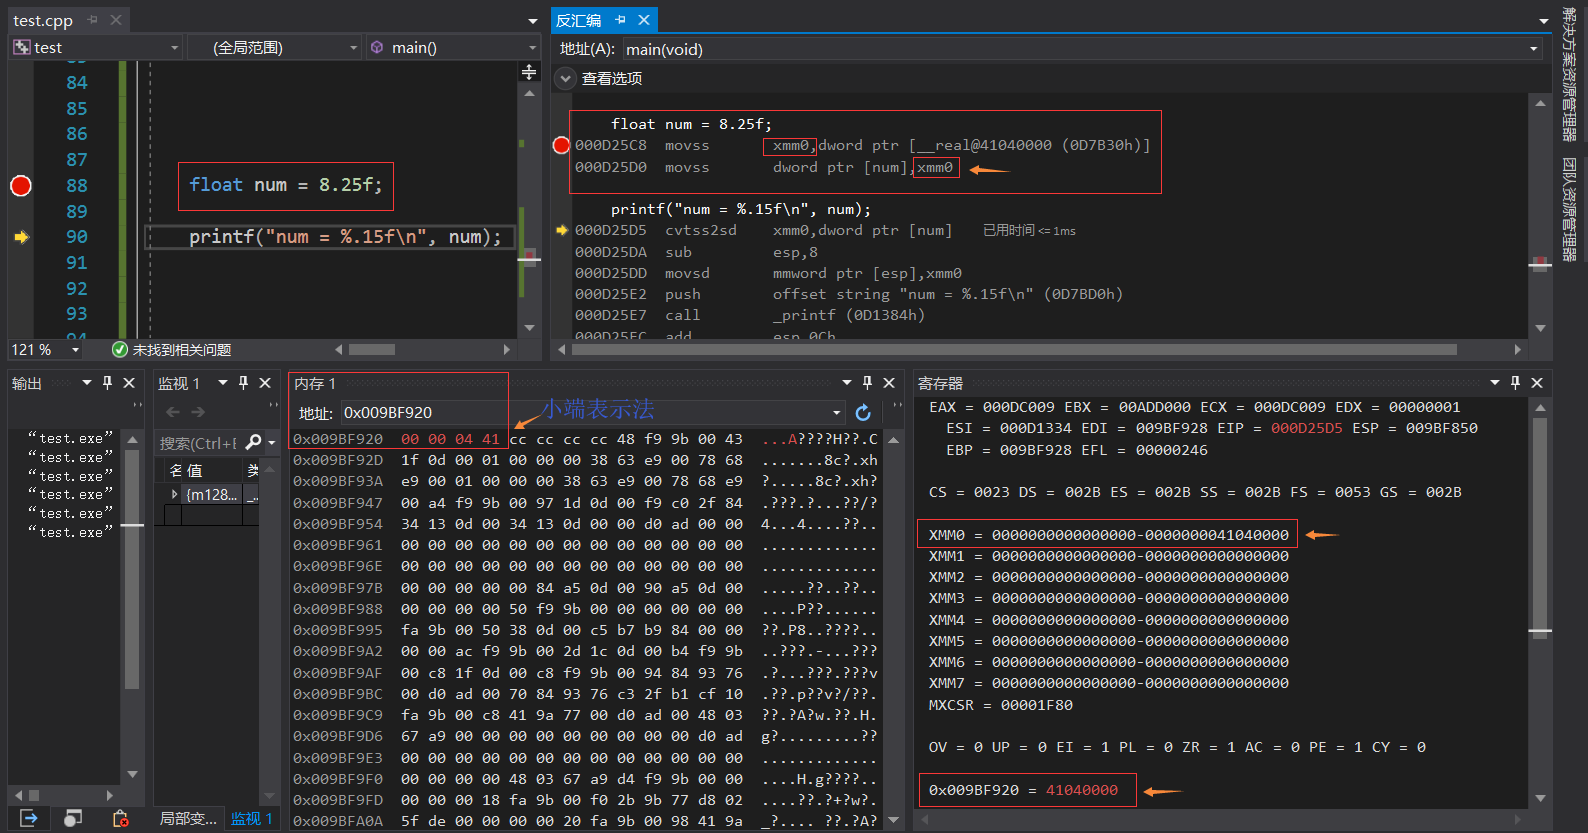 test.cpp
test (全局范围) main()
84
85
86
87
88 float num = 8.25f;
89
90 printf("num = %.15f\n", num);
91
92
93
121 % 未找到相关问题
反汇编
地址(A): main(void)
查看选项
float num = 8.25f;
000D25C8 movss xmm0,dword ptr [__real@41040000 (0D7B30h)]
000D25D0 movss dword ptr [num],xmm0
printf("num = %.15f\n", num);
000D25D5 cvtss2sd xmm0,dword ptr [num] 已用时间 <= 1ms
000D25DA sub esp,8
000D25DD movsd mmword ptr [esp],xmm0
000D25E2 push offset string "num = %.15f\n" (0D7BD0h)
000D25E7 call _printf (0D1384h)
000D25EC add esp,0Ch
解决方案资源管理器
团队资源管理器
输出
“test.exe”
“test.exe”
“test.exe”
“test.exe”
“test.exe”
“test.exe”
监视 1
搜索(Ctrl+E
名 值 类
{m128...
局部变... 监视 1
内存 1
地址: 0x009BF920
小端表示法
0x009BF920 00 00 04 41 cc cc cc cc 48 f9 9b 00 43 ...A????H??.C
0x009BF92D 1f 0d 00 01 00 00 00 38 63 e9 00 78 68 .......8c?.xh
0x009BF93A e9 00 01 00 00 00 38 63 e9 00 78 68 e9 ?.....8c?.xh?
0x009BF947 00 a4 f9 9b 00 97 1d 0d 00 f9 c0 2f 84 .???.?...??/?
0x009BF954 34 13 0d 00 34 13 0d 00 00 d0 ad 00 00 4...4....??..
0x009BF961 00 00 00 00 00 00 00 00 00 00 00 00 00 .............
0x009BF96E 00 00 00 00 00 00 00 00 00 00 00 00 00 .............
0x009BF97B 00 00 00 00 00 84 a5 0d 00 90 a5 0d 00 .....??..??..
0x009BF988 00 00 00 00 50 f9 9b 00 00 00 00 00 00 ....P??......
0x009BF995 fa 9b 00 50 38 0d 00 c5 b7 b9 84 00 00 ??.P8..????..
0x009BF9A2 00 00 ac f9 9b 00 2d 1c 0d 00 b4 f9 9b ..???.-...???
0x009BF9AF 00 c8 1f 0d 00 c8 f9 9b 00 94 84 93 76 .?...???.???v
0x009BF9BC 00 d0 ad 00 70 84 93 76 c3 2f b1 cf 10 .??.p??v?/??.
0x009BF9C9 fa 9b 00 c8 41 9a 77 00 d0 ad 00 48 03 ??.?A?w.??.H.
0x009BF9D6 67 a9 00 00 00 00 00 00 00 00 00 d0 ad g?.........??
0x009BF9E3 00 00 00 00 00 00 00 00 00 00 00 00 00 .............
0x009BF9F0 00 00 00 00 48 03 67 a9 d4 f9 9b 00 00 ....H.g????..
0x009BF9FD 00 00 00 18 fa 9b 00 f0 2b 9b 77 d8 02 ....??.?+?w?.
0x009BFA0A 5f de 00 00 00 00 20 fa 9b 00 98 41 9a _?.... ??.?A?
寄存器
EAX = 000DC009 EBX = 00ADD000 ECX = 000DC009 EDX = 00000001
ESI = 000D1334 EDI = 009BF928 EIP = 000D25D5 ESP = 009BF850
EBP = 009BF928 EFL = 00000246
CS = 0023 DS = 002B ES = 002B SS = 002B FS = 0053 GS = 002B
XMM0 = 0000000000000000-0000000041040000
XMM1 = 0000000000000000-0000000000000000
XMM2 = 0000000000000000-0000000000000000
XMM3 = 0000000000000000-0000000000000000
XMM4 = 0000000000000000-0000000000000000
XMM5 = 0000000000000000-0000000000000000
XMM6 = 0000000000000000-0000000000000000
XMM7 = 0000000000000000-0000000000000000
MXCSR = 00001F80
OV = 0 UP = 0 EI = 1 PL = 0 ZR = 1 AC = 0 PE = 1 CY = 0
0x009BF920 = 41040000